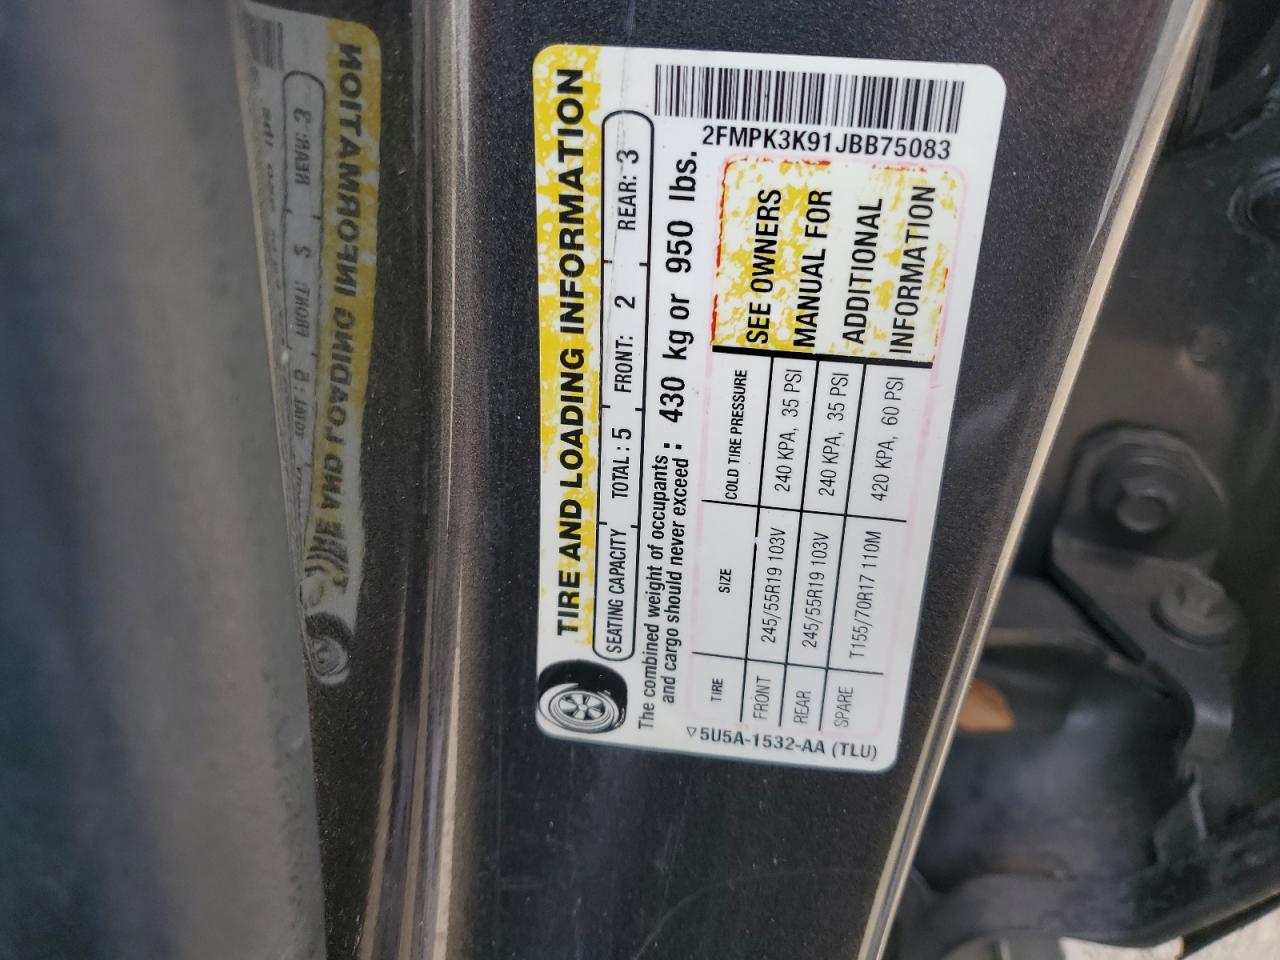 2FMPK3K91JBB75083
TIRE AND LOADING INFORMATION
SEATING CAPACITY TOTAL : 5 FRONT: 2 REAR: 3
The combined weight of occupants and cargo should never exceed : 430 kg or 950 lbs.
TIRE SIZE COLD TIRE PRESSURE
FRONT 245/55R19 103V 240 KPA, 35 PSI
REAR 245/55R19 103V 240 KPA, 35 PSI
SPARE T155/70R17 110M 420 KPA, 60 PSI
SEE OWNERS
MANUAL FOR
ADDITIONAL
INFORMATION
▽5U5A-1532-AA (TLU)